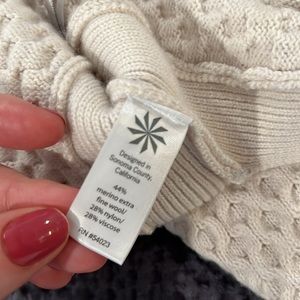 Designed in
Sonoma County,
California
44%
merino extra
fine wool/
28% nylon/
28% viscose
RN #54023